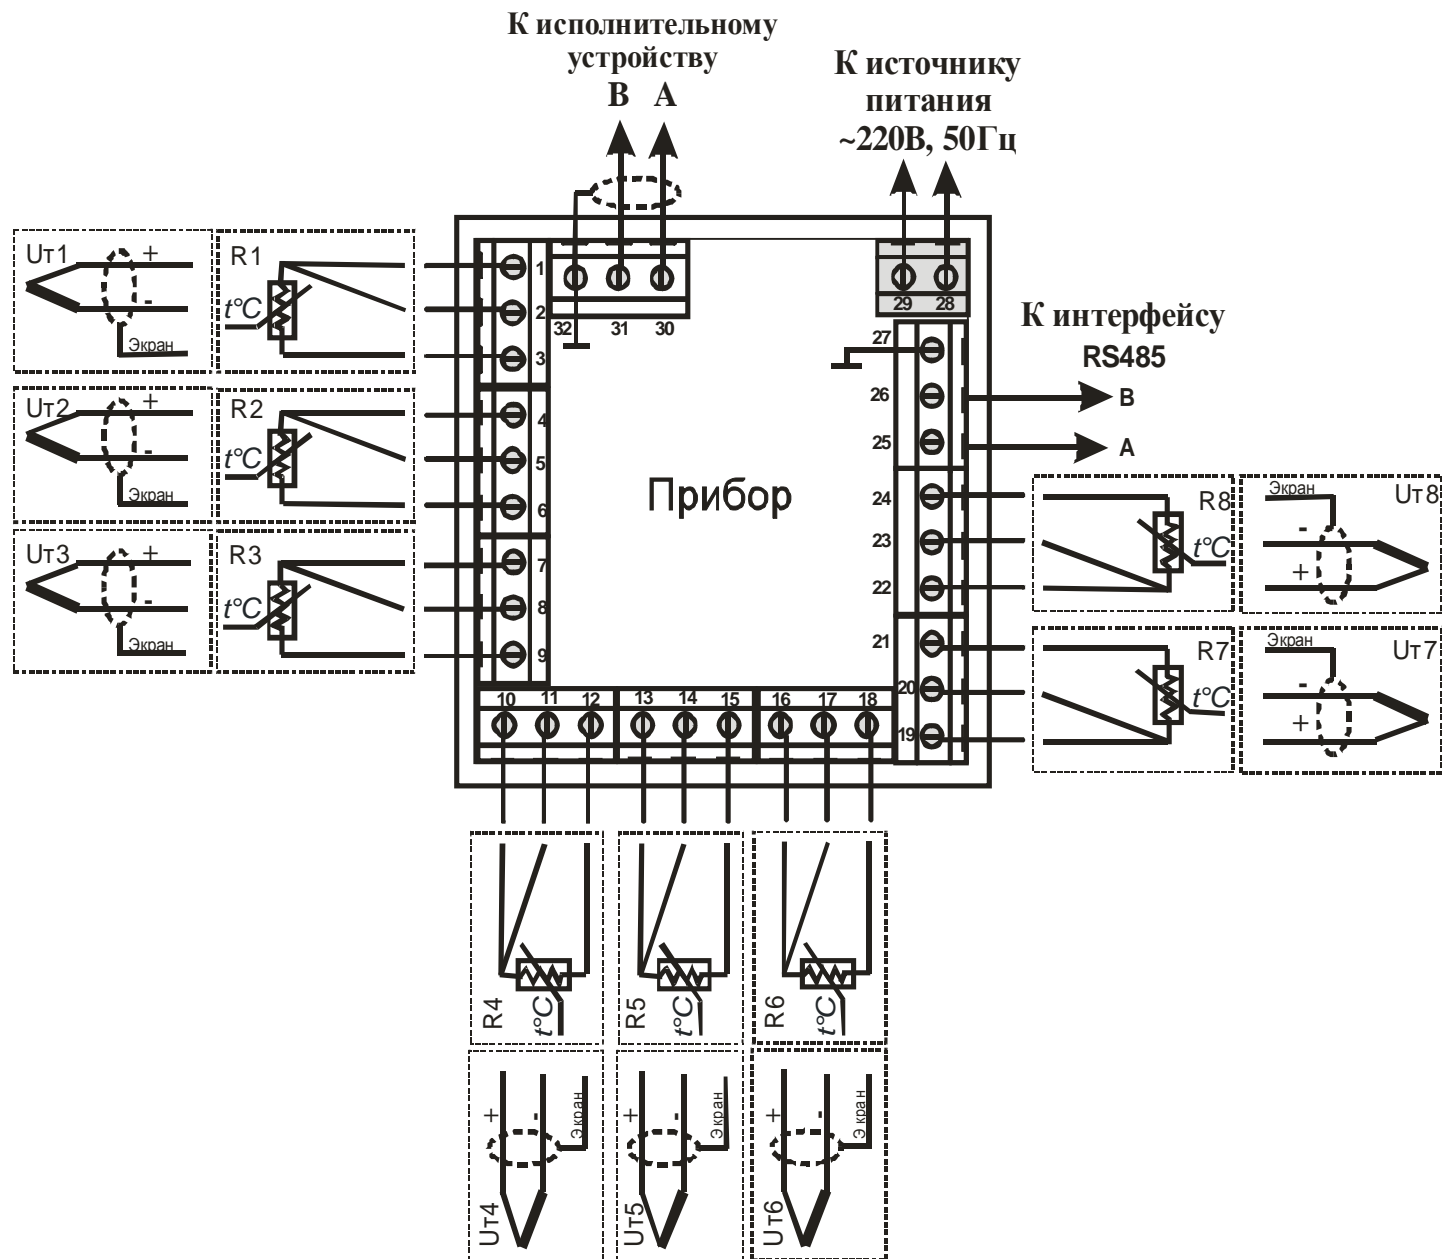 К исполнительному
устройству
В А
К источнику
питания
~220В, 50Гц
Uт1
+
-
Экран
R1
t°C
1
2
3
32
31
30
29
28
К интерфейсу
RS485
27
26
B
25
A
Uт2
+
-
Экран
R2
t°C
4
5
6
Прибор
24
23
22
R8
t°C
Экран
Uт8
-
+
Uт3
+
-
Экран
R3
t°C
7
8
9
21
20
19
R7
t°C
Экран
Uт7
-
+
10 11 12 13 14 15 16 17 18
R4
t°C
R5
t°C
R6
t°C
+
-
Экран
Uт4
+
-
Экран
Uт5
+
-
Экран
Uт6